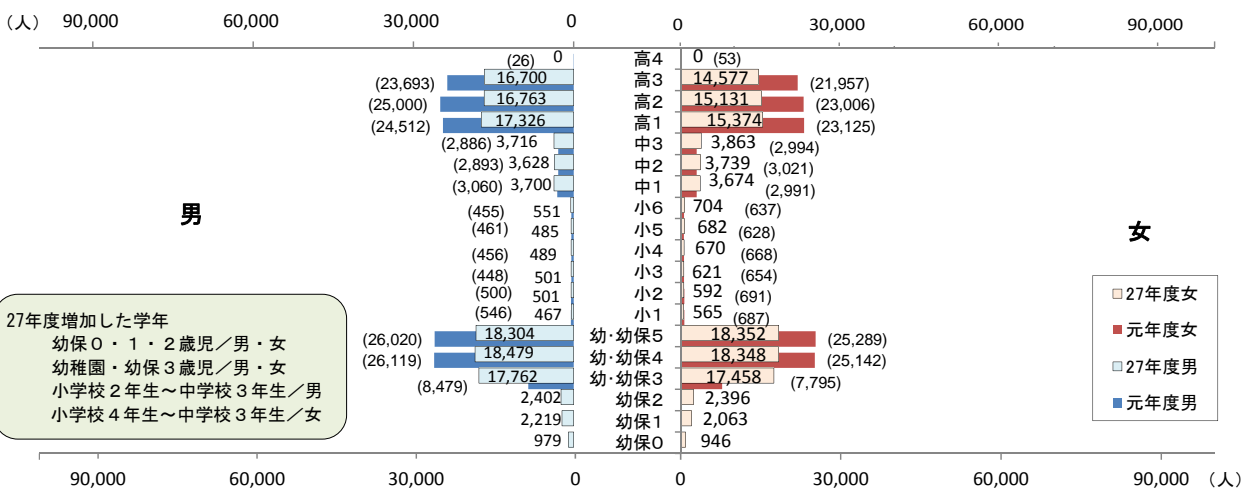 （人） 90,000 60,000 30,000 0 0 30,000 60,000 90,000
(26) 0 高4 0 (53)
(23,693) 16,700 高3 14,577 (21,957)
(25,000) 16,763 高2 15,131 (23,006)
(24,512) 17,326 高1 15,374 (23,125)
(2,886) 3,716 中3 3,863 (2,994)
(2,893) 3,628 中2 3,739 (3,021)
(3,060) 3,700 中1 3,674 (2,991)
(455) 551 小6 704 (637)
(461) 485 小5 682 (628)
(456) 489 小4 670 (668)
(448) 501 小3 621 (654)
(500) 501 小2 592 (691)
(546) 467 小1 565 (687)
(26,020) 18,304 幼・幼保5 18,352 (25,289)
(26,119) 18,479 幼・幼保4 18,348 (25,142)
(8,479) 17,762 幼・幼保3 17,458 (7,795)
2,402 幼保2 2,396
2,219 幼保1 2,063
979 幼保0 946
男
女
27年度増加した学年
幼保０・１・２歳児／男・女
幼稚園・幼保３歳児／男・女
小学校２年生～中学校３年生／男
小学校４年生～中学校３年生／女
27年度女
元年度女
27年度男
元年度男
90,000 60,000 30,000 0 0 30,000 60,000 90,000 （人）